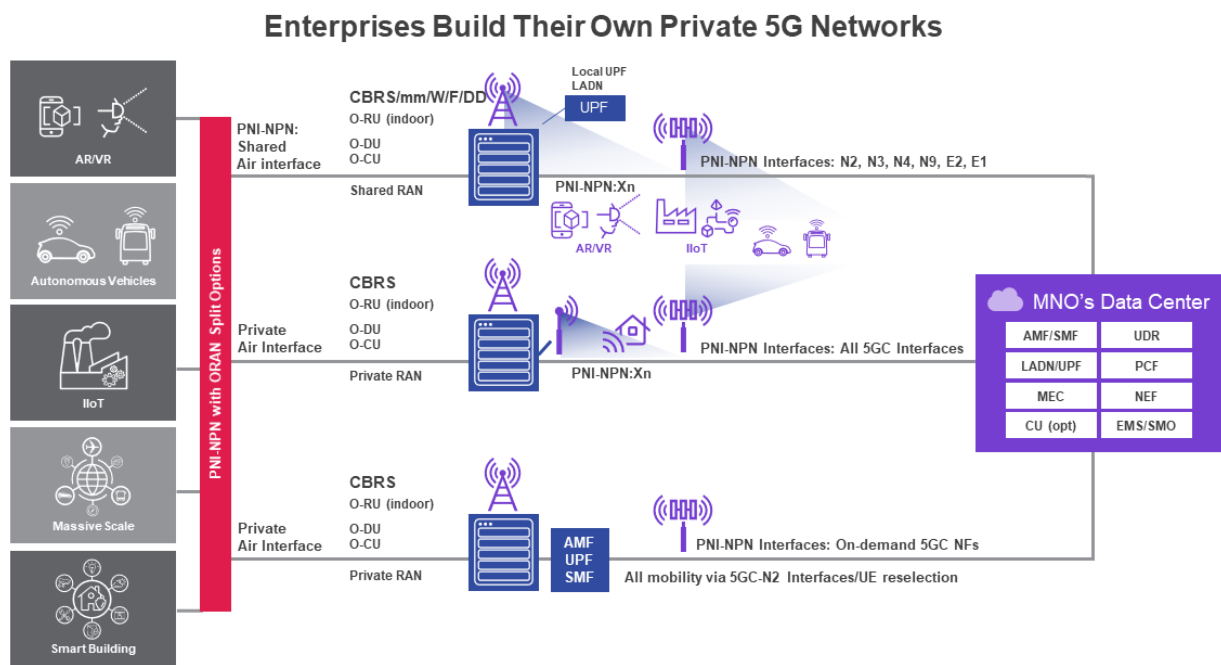 Enterprises Build Their Own Private 5G Networks
AR/VR
Autonomous Vehicles
IIoT
Massive Scale
Smart Building
PNI-NPN with ORAN Split Options
PNI-NPN:
Shared
Air interface
CBRS/mm/W/F/DD
O-RU (indoor)
O-DU
O-CU
Shared RAN
Local UPF
LADN
UPF
PNI-NPN Interfaces: N2, N3, N4, N9, E2, E1
PNI-NPN:Xn
AR/VR
IIoT
Private
Air Interface
CBRS
O-RU (indoor)
O-DU
O-CU
Private RAN
PNI-NPN Interfaces: All 5GC Interfaces
PNI-NPN:Xn
Private
Air Interface
CBRS
O-RU (indoor)
O-DU
O-CU
Private RAN
AMF
UPF
SMF
PNI-NPN Interfaces: On-demand 5GC NFs
All mobility via 5GC-N2 Interfaces/UE reselection
MNO's Data Center
AMF/SMF
UDR
LADN/UPF
PCF
MEC
NEF
CU (opt)
EMS/SMO